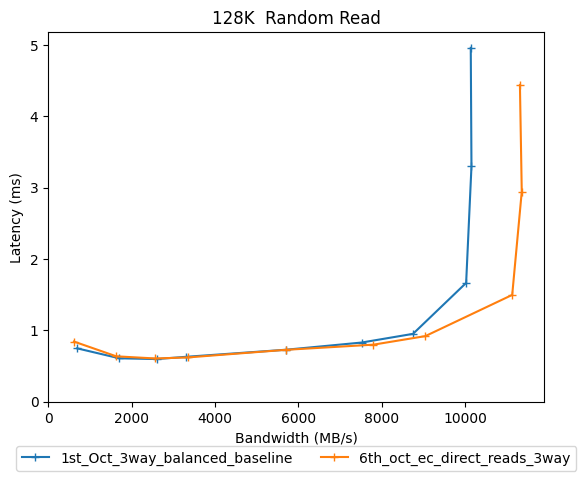 128K  Random Read
5
4
3
2
1
0
Latency (ms)
0 2000 4000 6000 8000 10000
Bandwidth (MB/s)
1st_Oct_3way_balanced_baseline 6th_oct_ec_direct_reads_3way